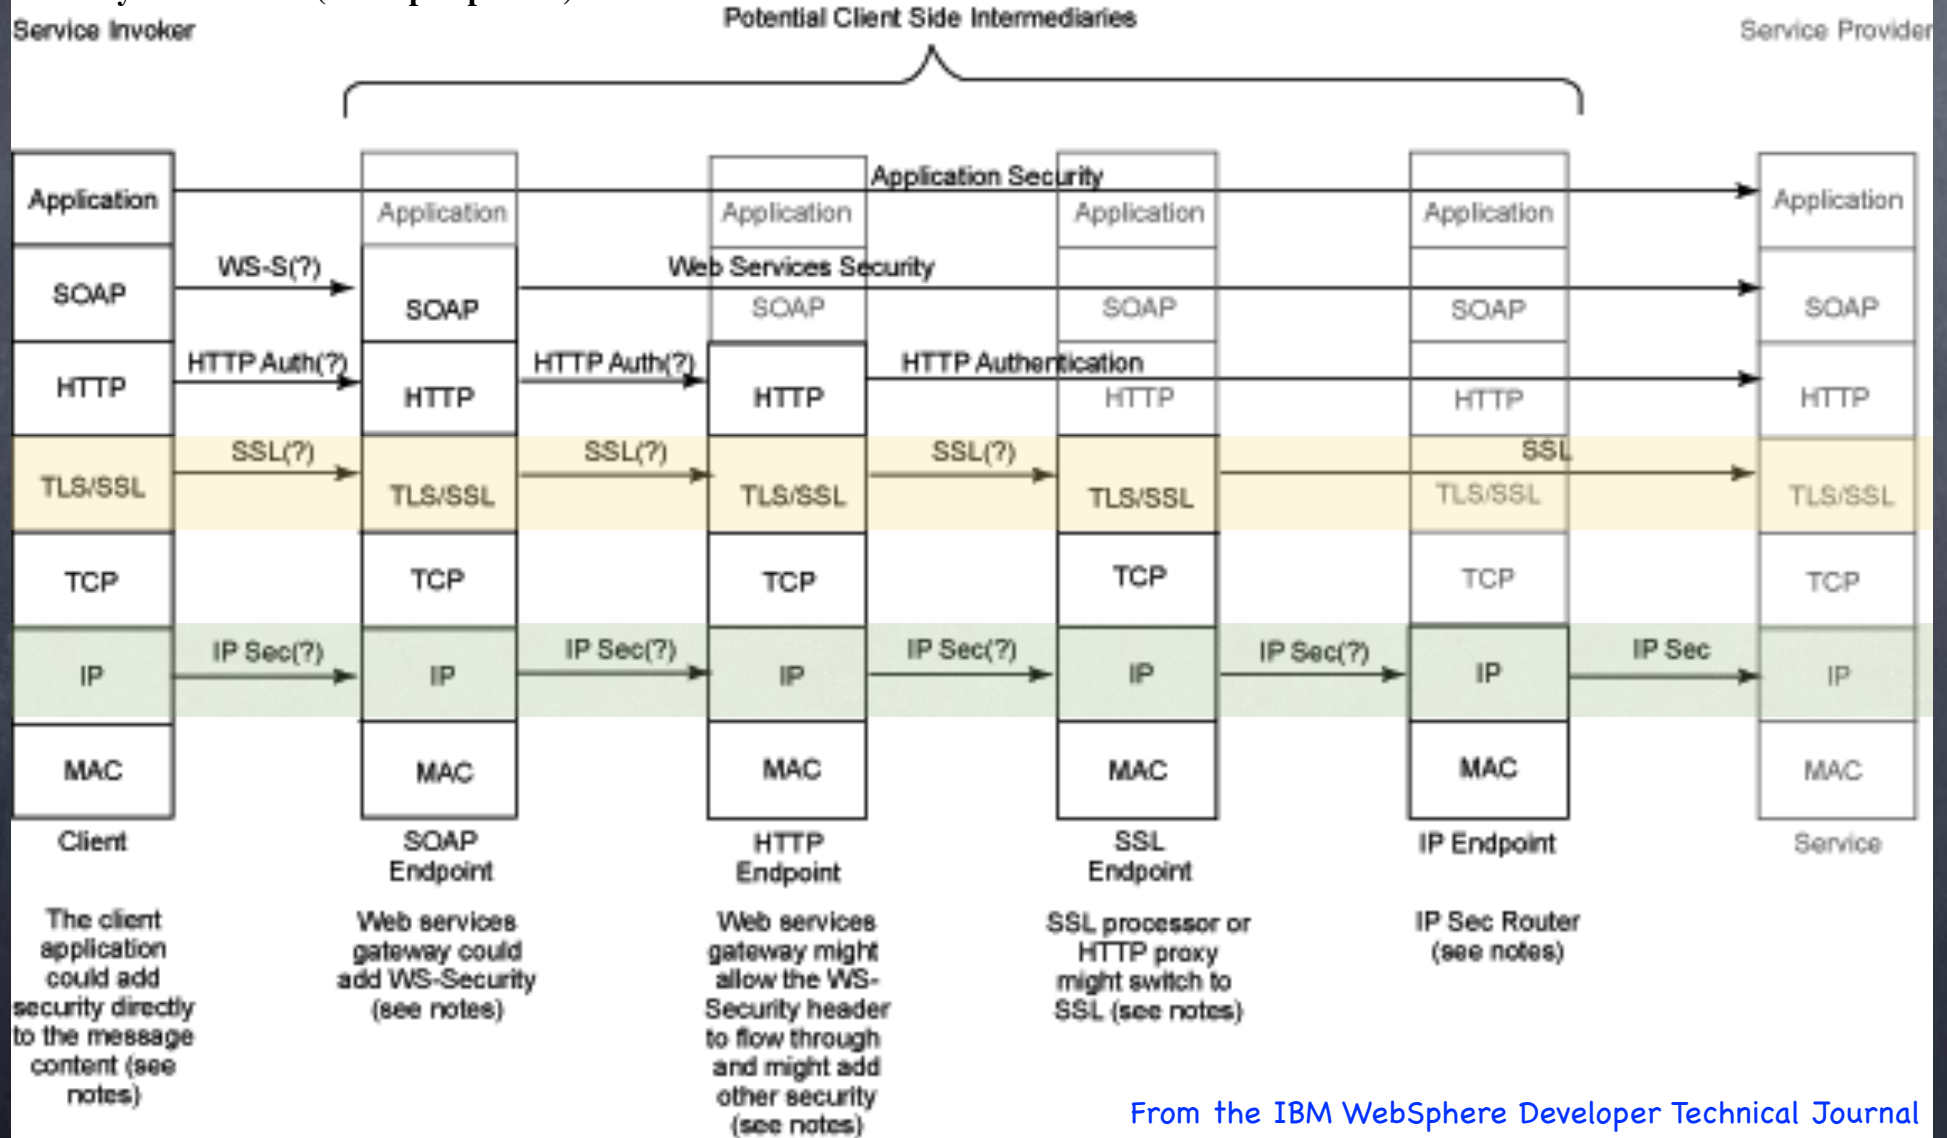 Potential Client Side Intermediaries
Service Invoker
Service Provider
Application
Application
Application
Application
Application
Application
Application Security
SOAP
WS-S(?)
SOAP
Web Services Security
SOAP
SOAP
SOAP
SOAP
HTTP
HTTP Auth(?)
HTTP
HTTP Auth(?)
HTTP
HTTP Authentication
HTTP
HTTP
HTTP
TLS/SSL
SSL(?)
TLS/SSL
SSL(?)
TLS/SSL
SSL(?)
TLS/SSL
SSL
TLS/SSL
TLS/SSL
TCP
TCP
TCP
TCP
TCP
TCP
IP
IP Sec(?)
IP
IP Sec(?)
IP
IP Sec(?)
IP
IP Sec(?)
IP
IP Sec
IP
MAC
MAC
MAC
MAC
MAC
MAC
Client
SOAP
Endpoint
HTTP
Endpoint
SSL
Endpoint
IP Endpoint
Service
The client
application
could add
security directly
to the message
content (see
notes)
Web services
gateway could
add WS-Security
(see notes)
Web services
gateway might
allow the WS-
Security header
to flow through
and might add
other security
(see notes)
SSL processor or
HTTP proxy
might switch to
SSL (see notes)
IP Sec Router
(see notes)
From the IBM WebSphere Developer Technical Journal